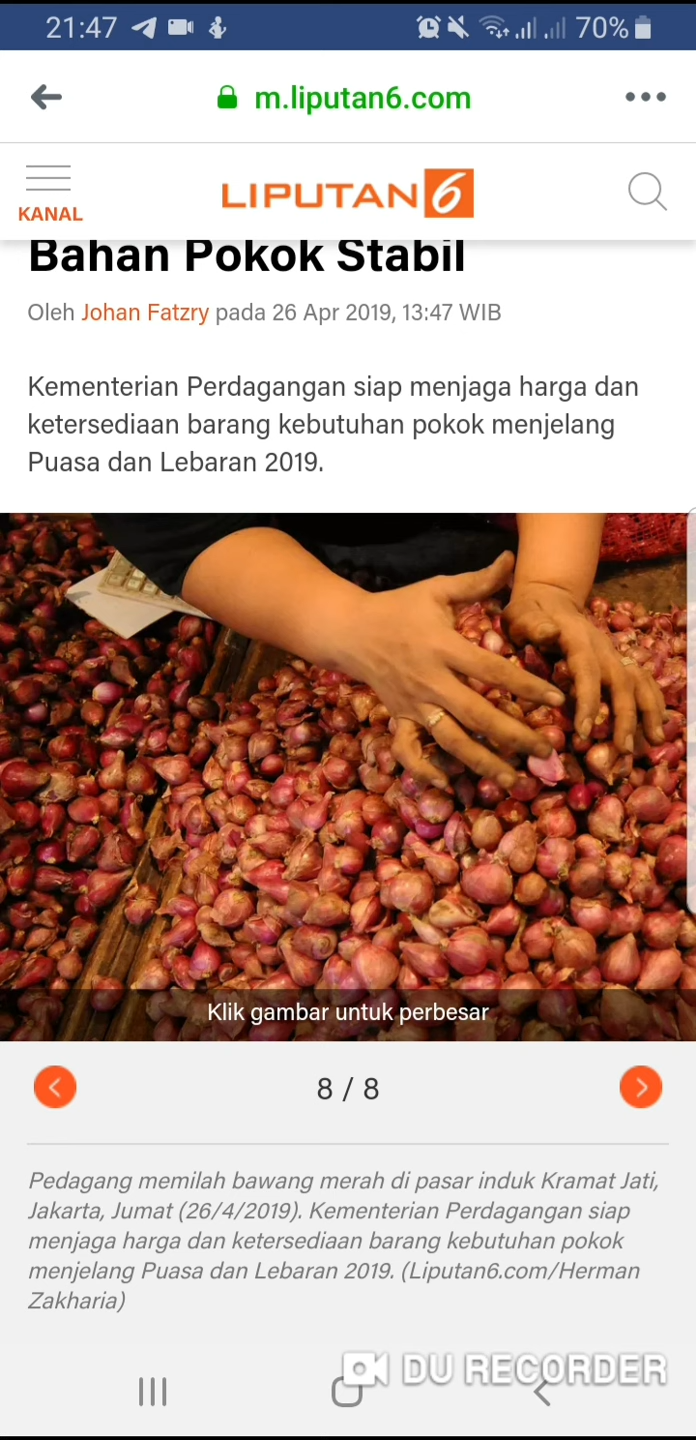 21:47 70%
m.liputan6.com
KANAL
LIPUTAN 6
Bahan Pokok Stabil
Oleh Johan Fatzry pada 26 Apr 2019, 13:47 WIB
Kementerian Perdagangan siap menjaga harga dan
ketersediaan barang kebutuhan pokok menjelang
Puasa dan Lebaran 2019.
Klik gambar untuk perbesar
8 / 8
Pedagang memilah bawang merah di pasar induk Kramat Jati,
Jakarta, Jumat (26/4/2019). Kementerian Perdagangan siap
menjaga harga dan ketersediaan barang kebutuhan pokok
menjelang Puasa dan Lebaran 2019. (Liputan6.com/Herman
Zakharia)
DU RECORDER